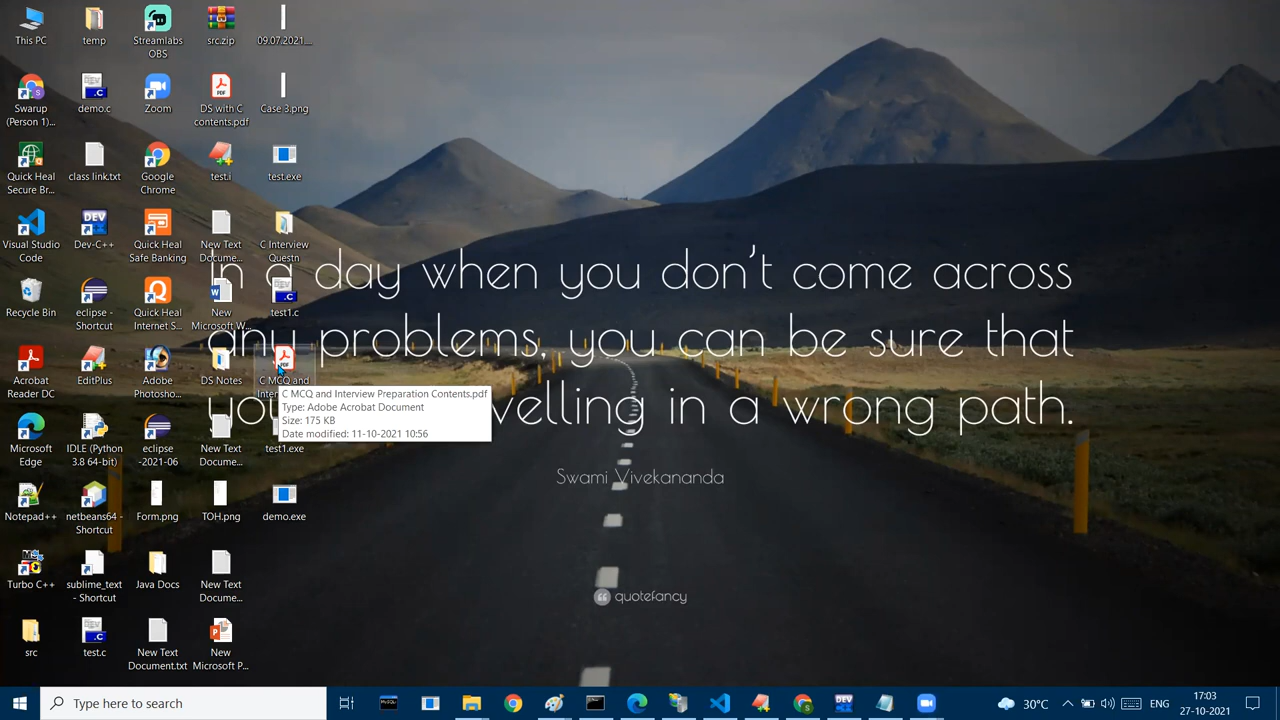 This PC
temp
Streamlabs
OBS
src.zip
09.07.2021....
Swarup
(Person 1)...
demo.c
Zoom
DS with C
contents.pdf
Case 3.png
Quick Heal
Secure Br...
class link.txt
Google
Chrome
test.i
test.exe
Visual Studio
Code
Dev-C++
Quick Heal
Safe Banking
New Text
Docume...
C Interview
Questn
Recycle Bin
eclipse -
Shortcut
Quick Heal
Internet S...
New
Microsoft W...
test1.c
Acrobat
Reader DC
EditPlus
Adobe
Photosho...
DS Notes
C MCQ and
C MCQ and Interview Preparation Contents.pdf
Type: Adobe Acrobat Document
Size: 175 KB
Date modified: 11-10-2021 10:56
Microsoft
Edge
IDLE (Python
3.8 64-bit)
eclipse
-2021-06
New Text
Docume...
test1.exe
Notepad++
netbeans64 -
Shortcut
Form.png
TOH.png
demo.exe
Turbo C++
sublime_text
- Shortcut
Java Docs
New Text
Docume...
src
test.c
New Text
Document.txt
New
Microsoft P...
In a day when you don't come across
any problems, you can be sure that
velling in a wrong path.
Swami Vivekananda
quotefancy
Type here to search
30°C
ENG
17:03
27-10-2021